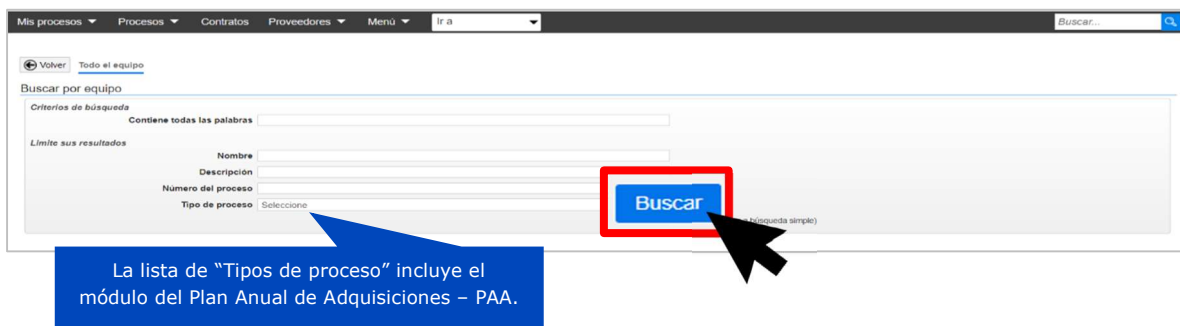 Mis procesos Procesos Contratos Proveedores Menú Ir a Buscar...
Volver Todo el equipo
Buscar por equipo
Criterios de búsqueda
Contiene todas las palabras
Limite sus resultados
Nombre
Descripción
Número del proceso
Tipo de proceso Seleccione
Buscar
búsqueda simple)
La lista de “Tipos de proceso” incluye el
módulo del Plan Anual de Adquisiciones – PAA.